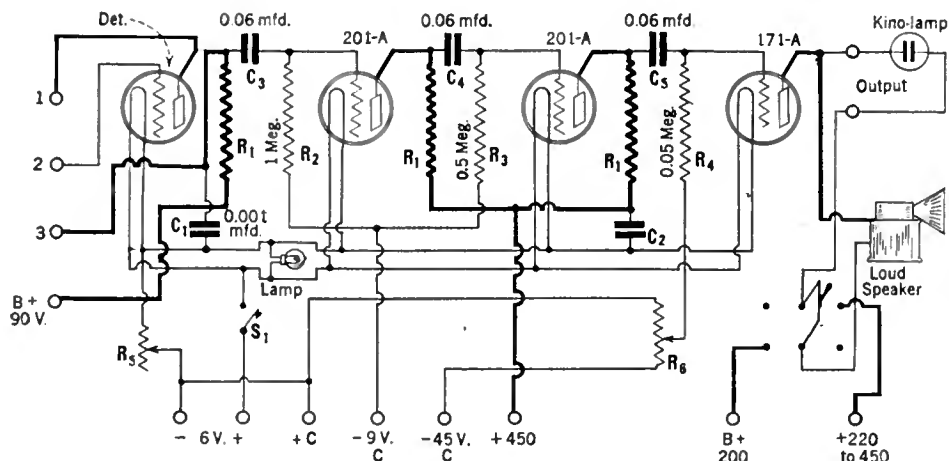 Det.
0.06 mfd.
0.06 mfd.
0.06 mfd.
Kino-lamp
201-A
201-A
171-A
C3
C4
C5
Output
1
2
3
R1
1 Meg.
R2
R1
0.5 Meg.
R3
R1
0.05 Meg.
R4
C1
0.001
mfd.
C2
Lamp
Loud
Speaker
B+
90 V.
S1
R5
R6
- 6V. +
+C
-9 V.
C
-45 V.
C
+450
B+
200
+220
to 450